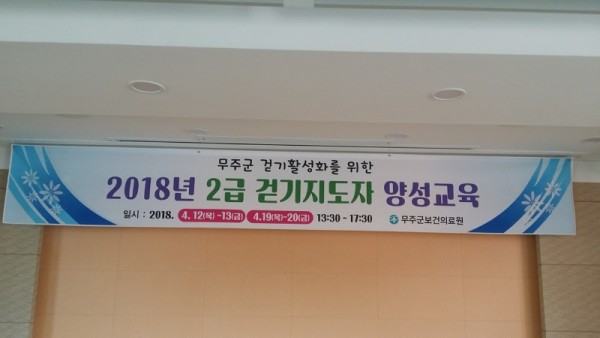 무주군 걷기활성화를 위한
2018년 2급 걷기지도자 양성교육
일시 : 2018. 4. 12(목) -13(금) 4.19(목)-20(금) 13:30 - 17:30 무주군보건의료원